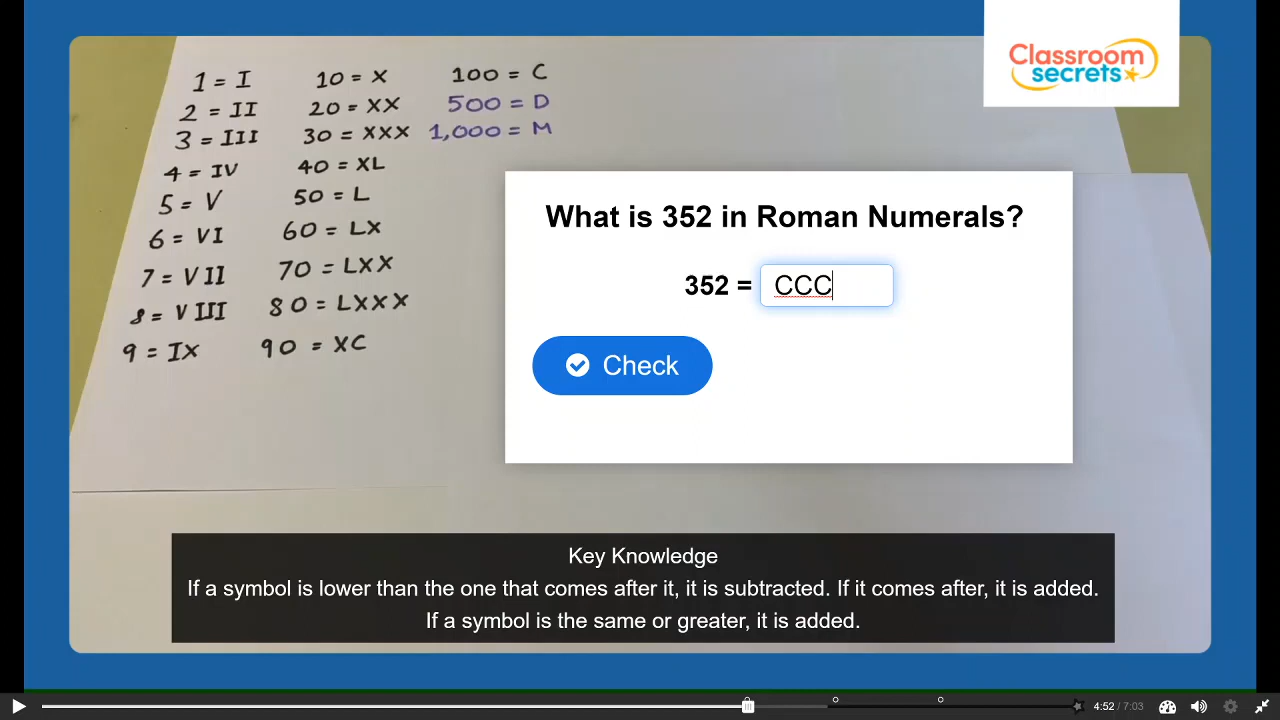 Classroom
secrets
1 = I 10 = X 100 = C
2 = II 20 = XX 500 = D
3 = III 30 = XXX 1,000 = M
4 = IV 40 = XL
5 = V 50 = L
6 = VI 60 = LX
7 = VII 70 = LXX
8 = VIII 80 = LXXX
9 = IX 90 = XC
What is 352 in Roman Numerals?
352 = CCC
Check
Key Knowledge
If a symbol is lower than the one that comes after it, it is subtracted. If it comes after, it is added.
If a symbol is the same or greater, it is added.
4:52 / 7:03